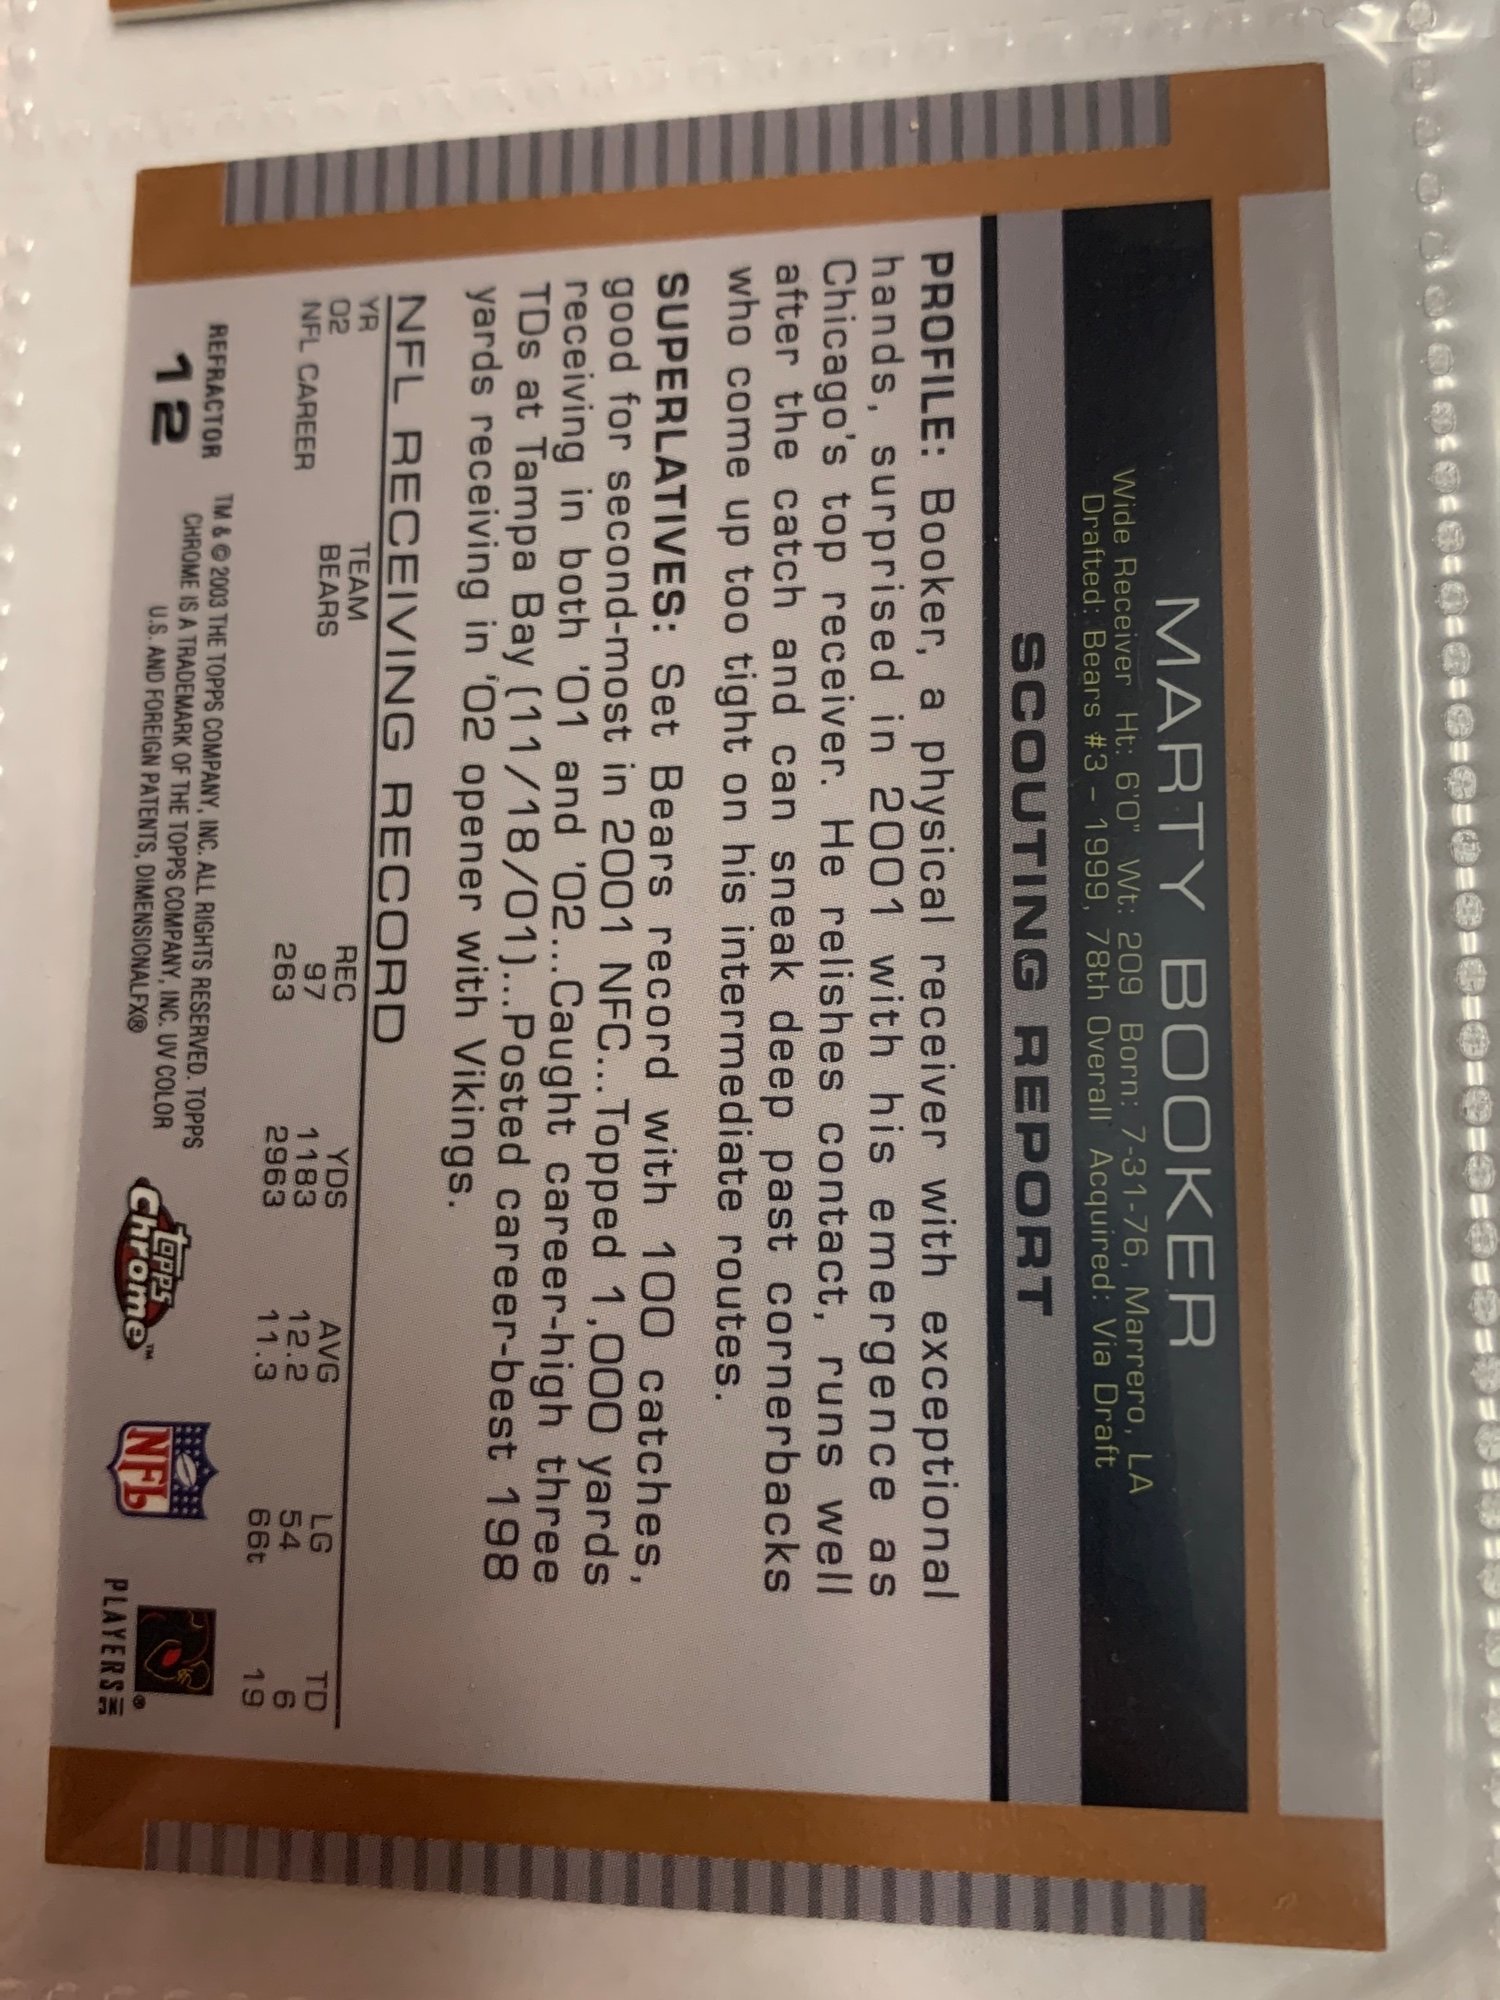 MARTY BOOKER
Wide Receiver Ht: 6'0" Wt: 209 Born: 7-31-76, Marrero, LA
Drafted: Bears #3 - 1999, 78th Overall Acquired: Via Draft
SCOUTING REPORT
PROFILE: Booker, a physical receiver with exceptional
hands, surprised in 2001 with his emergence as
Chicago's top receiver. He relishes contact, runs well
after the catch and can sneak deep past cornerbacks
who come up too tight on his intermediate routes.
SUPERLATIVES: Set Bears record with 100 catches,
good for second-most in 2001 NFC...Topped 1,000 yards
receiving in both '01 and '02...Caught career-high three
TDs at Tampa Bay (11/18/01)...Posted career-best 198
yards receiving in '02 opener with Vikings.
NFL RECEIVING RECORD
YR TEAM REC YDS AVG LG TD
02 BEARS 97 1183 12.2 54 6
NFL CAREER 263 2963 11.3 66t 19
REFRACTOR
12
TM & © 2003 THE TOPPS COMPANY, INC. ALL RIGHTS RESERVED. TOPPS
CHROME IS A TRADEMARK OF THE TOPPS COMPANY, INC. UV COLOR
U.S. AND FOREIGN PATENTS, DIMENSIONALFX®
topps
Chrome™
NFL
PLAYERS INC ®